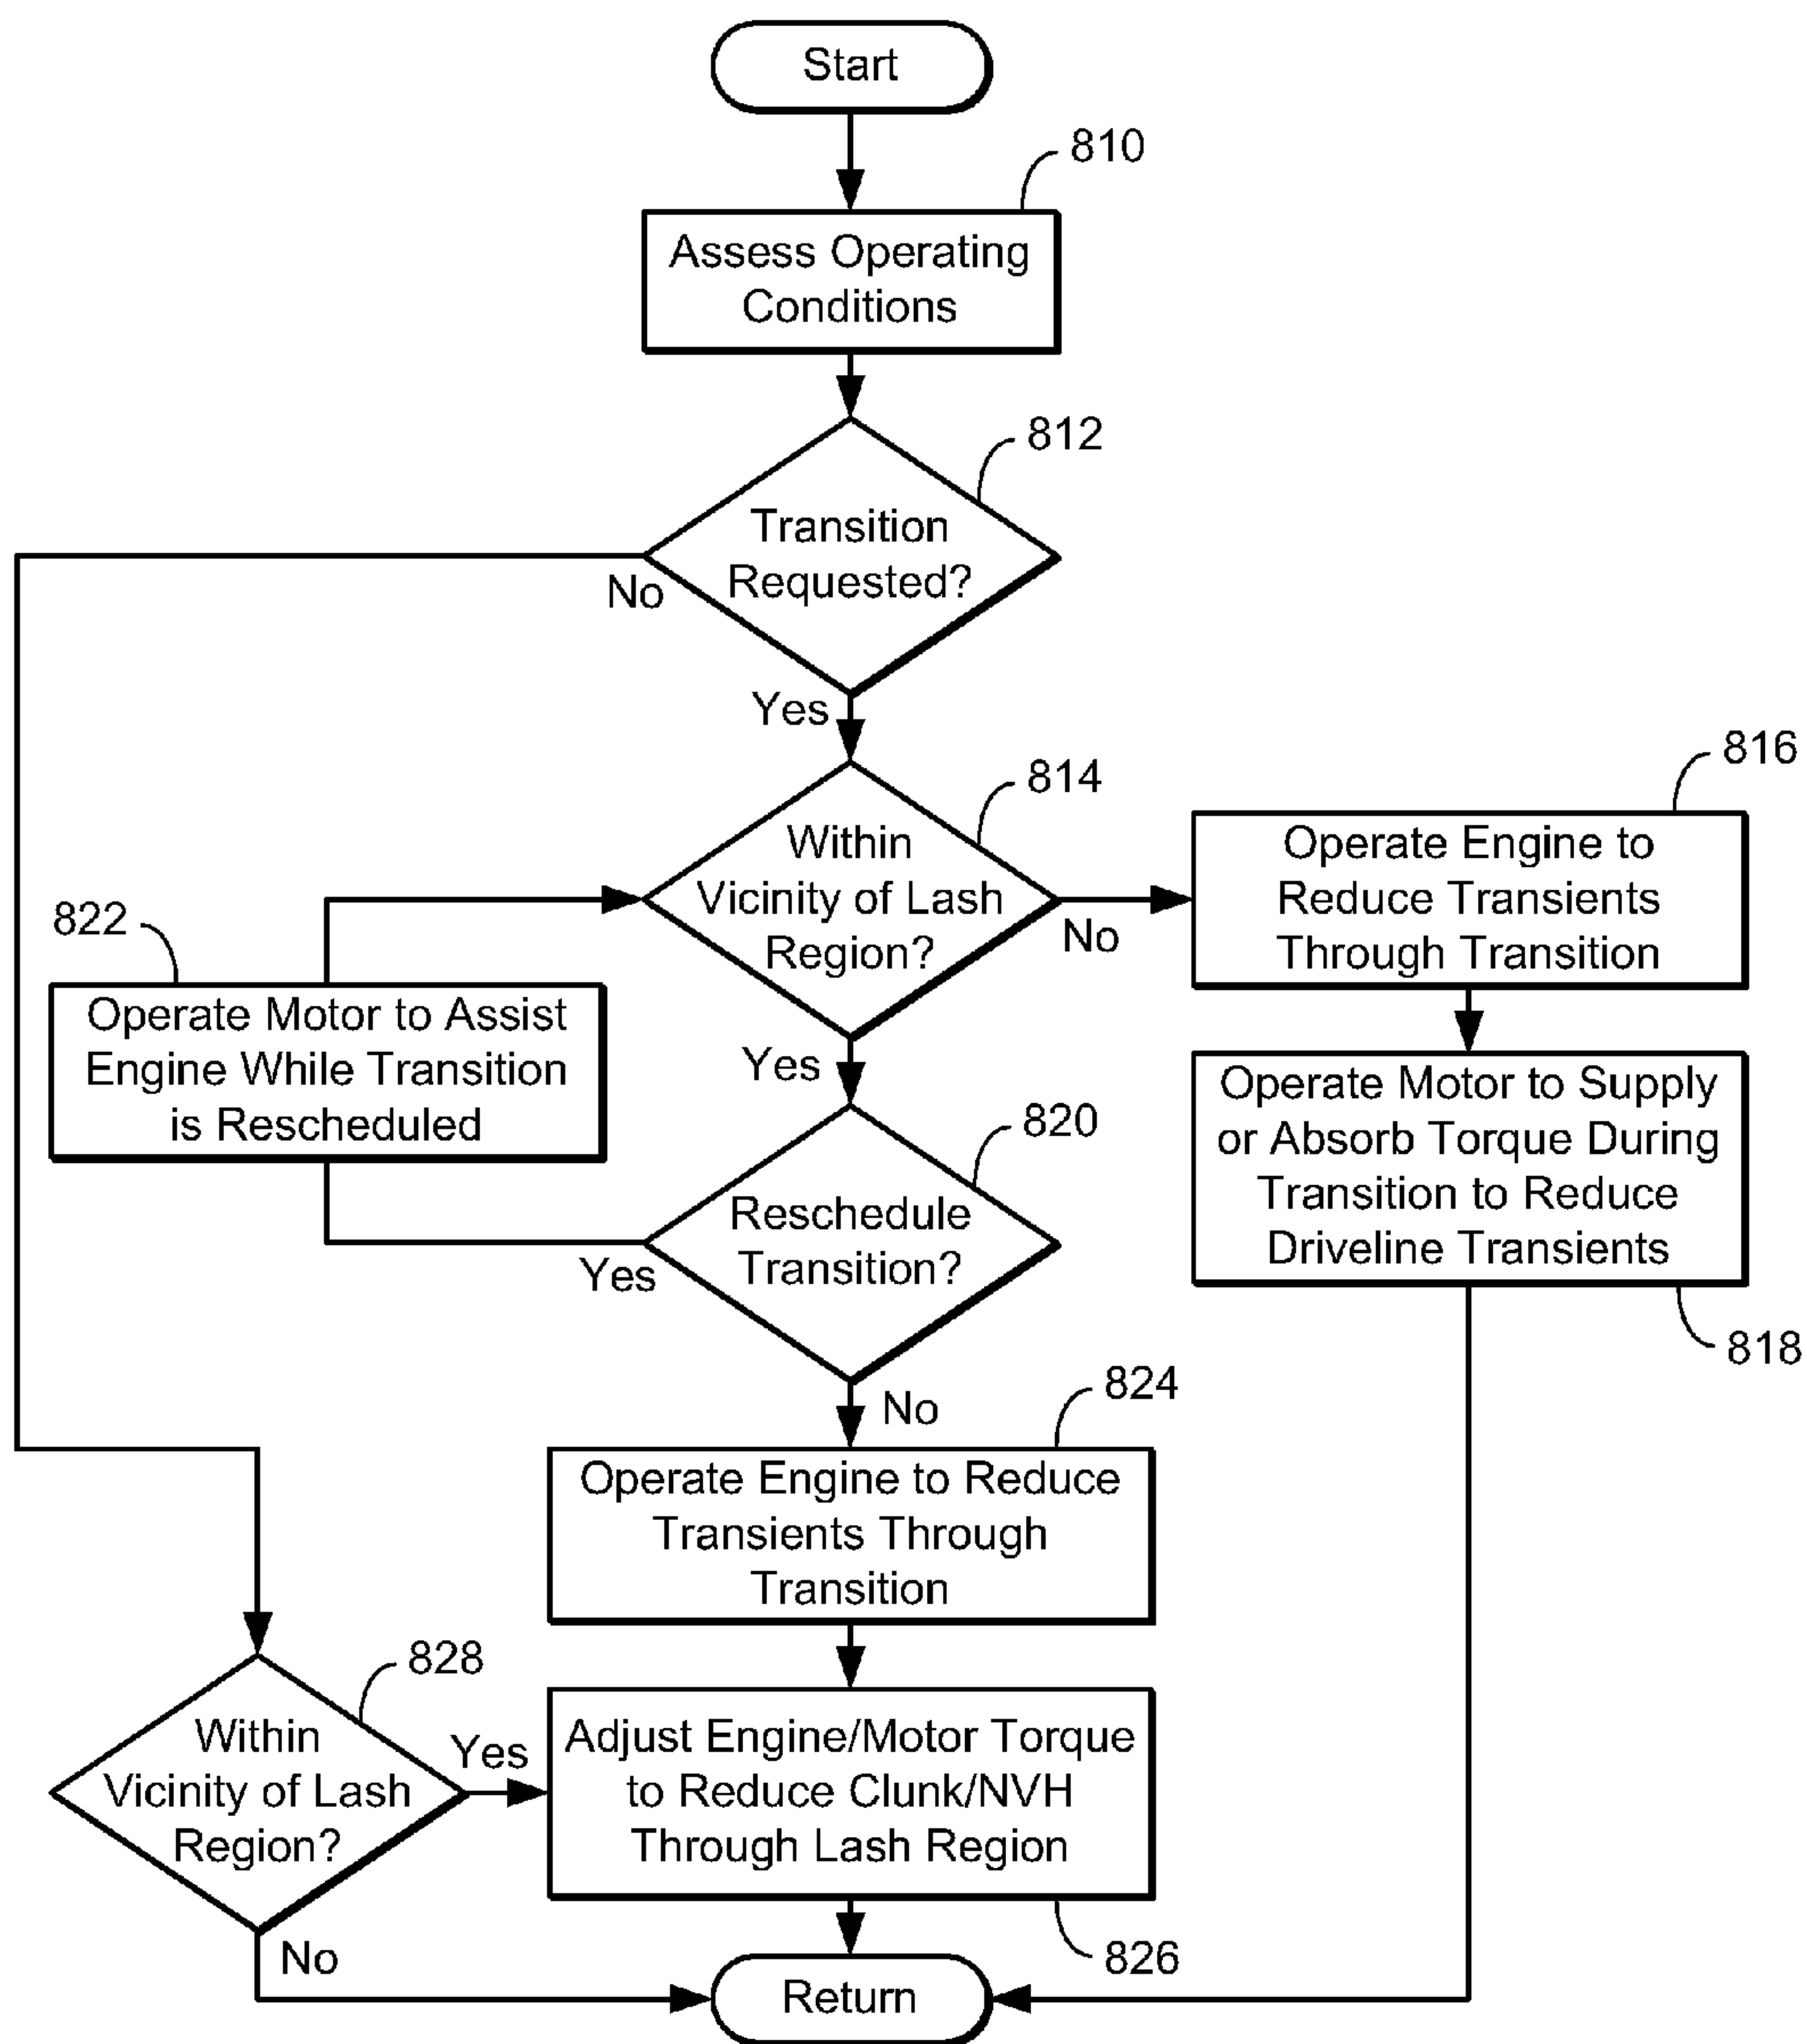 Start
810
Assess Operating
Conditions
812
Transition
Requested?
No
Yes
814
Within
Vicinity of Lash
Region?
No
816
Operate Engine to
Reduce Transients
Through Transition
822
Operate Motor to Assist
Engine While Transition
is Rescheduled
Yes
Operate Motor to Supply
or Absorb Torque During
Transition to Reduce
Driveline Transients
818
820
Reschedule
Transition?
Yes
No
824
Operate Engine to Reduce
Transients Through
Transition
828
Within
Vicinity of Lash
Region?
Yes
No
Adjust Engine/Motor Torque
to Reduce Clunk/NVH
Through Lash Region
826
Return